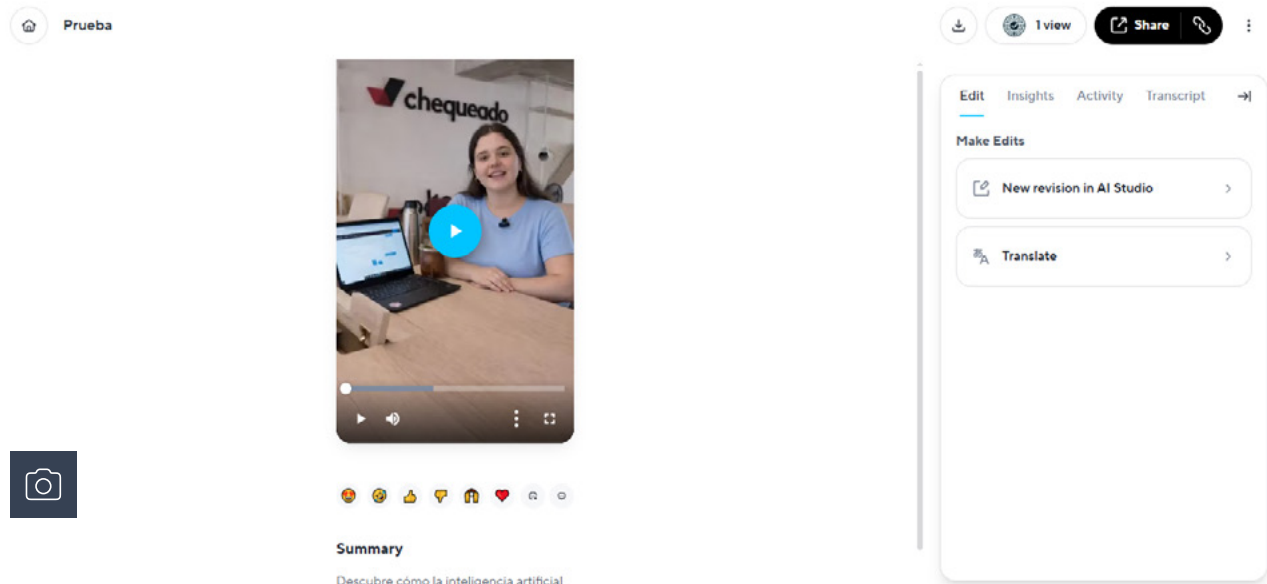 Prueba
1 view
Share
chequeado
Edit
Insights
Activity
Transcript
Make Edits
New revision in AI Studio
Translate
Summary
Descubre cómo la inteligencia artificial